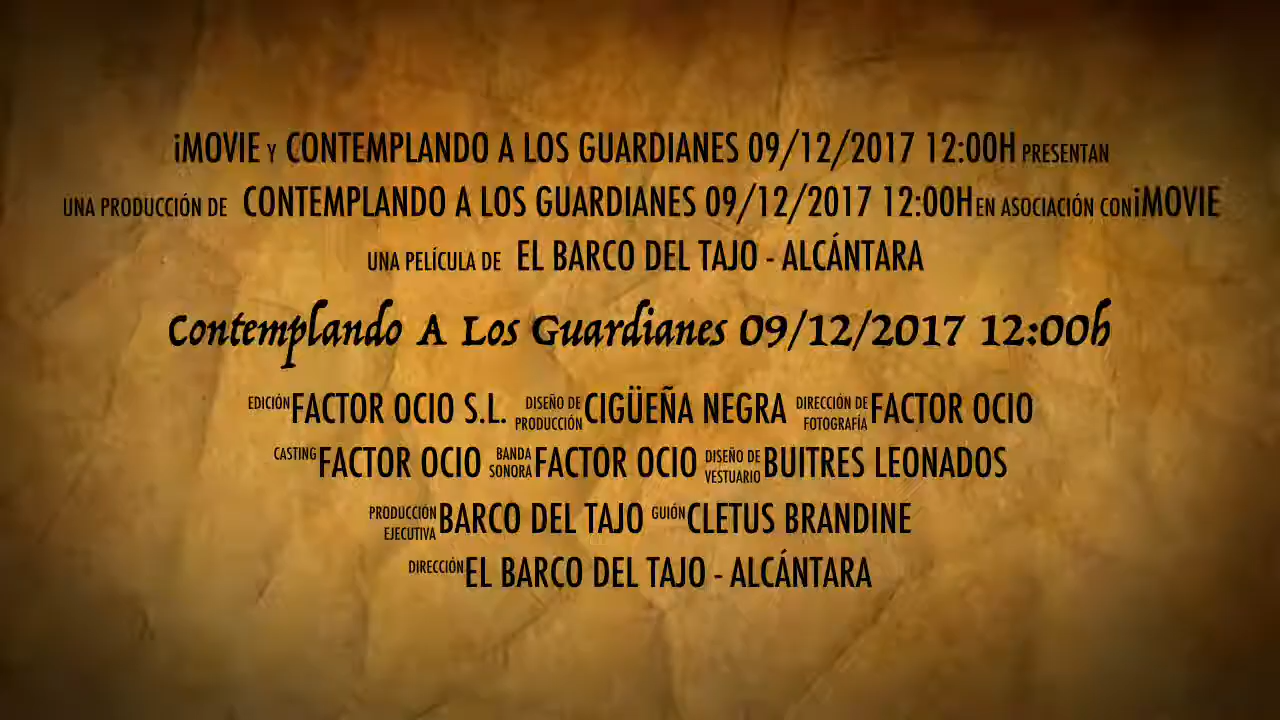 iMOVIE Y CONTEMPLANDO A LOS GUARDIANES 09/12/2017 12:00H PRESENTAN
UNA PRODUCCIÓN DE CONTEMPLANDO A LOS GUARDIANES 09/12/2017 12:00H EN ASOCIACIÓN CON iMOVIE
UNA PELÍCULA DE EL BARCO DEL TAJO - ALCÁNTARA
Contemplando A Los Guardianes 09/12/2017 12:00h
EDICIÓN FACTOR OCIO S.L. DISEÑO DE PRODUCCIÓN CIGÜEÑA NEGRA DIRECCIÓN DE FOTOGRAFÍA FACTOR OCIO
CASTING FACTOR OCIO BANDA SONORA FACTOR OCIO DISEÑO DE VESTUARIO BUITRES LEONADOS
PRODUCCIÓN EJECUTIVA BARCO DEL TAJO GUIÓN CLETUS BRANDINE
DIRECCIÓN EL BARCO DEL TAJO - ALCÁNTARA